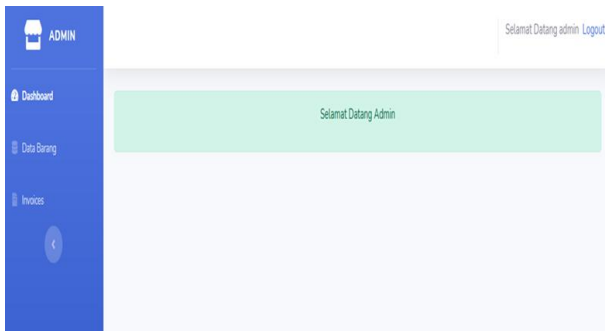 ADMIN
Selamat Datang admin Logout
Dashboard
Data Barang
Invoices
Selamat Datang Admin